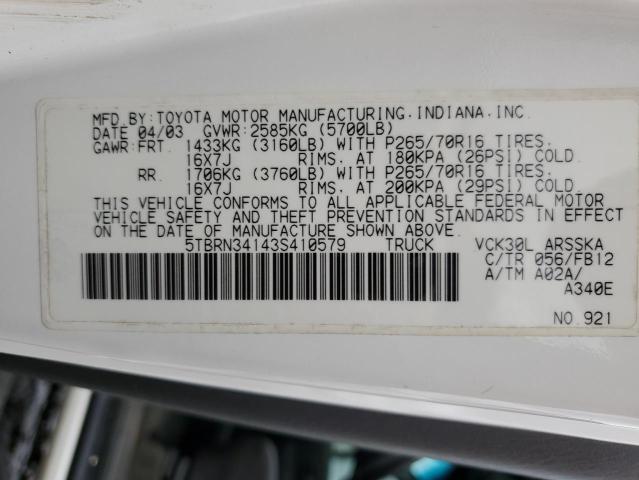 MFD. BY: TOYOTA MOTOR MANUFACTURING, INDIANA, INC.
DATE 04/03 GVWR: 2585KG (5700LB)
GAWR: FRT. 1433KG (3160LB) WITH P265/70R16 TIRES,
16X7J RIMS, AT 180KPA (26PSI) COLD.
RR. 1706KG (3760LB) WITH P265/70R16 TIRES,
16X7J RIMS, AT 200KPA (29PSI) COLD.
THIS VEHICLE CONFORMS TO ALL APPLICABLE FEDERAL MOTOR
VEHICLE SAFETY AND THEFT PREVENTION STANDARDS IN EFFECT
ON THE DATE OF MANUFACTURE SHOWN ABOVE.
5TBRN34143S410579 TRUCK VCK30L ARSSKA
C/TR 056/FB12
A/TM A02A/
A340E
NO. 921